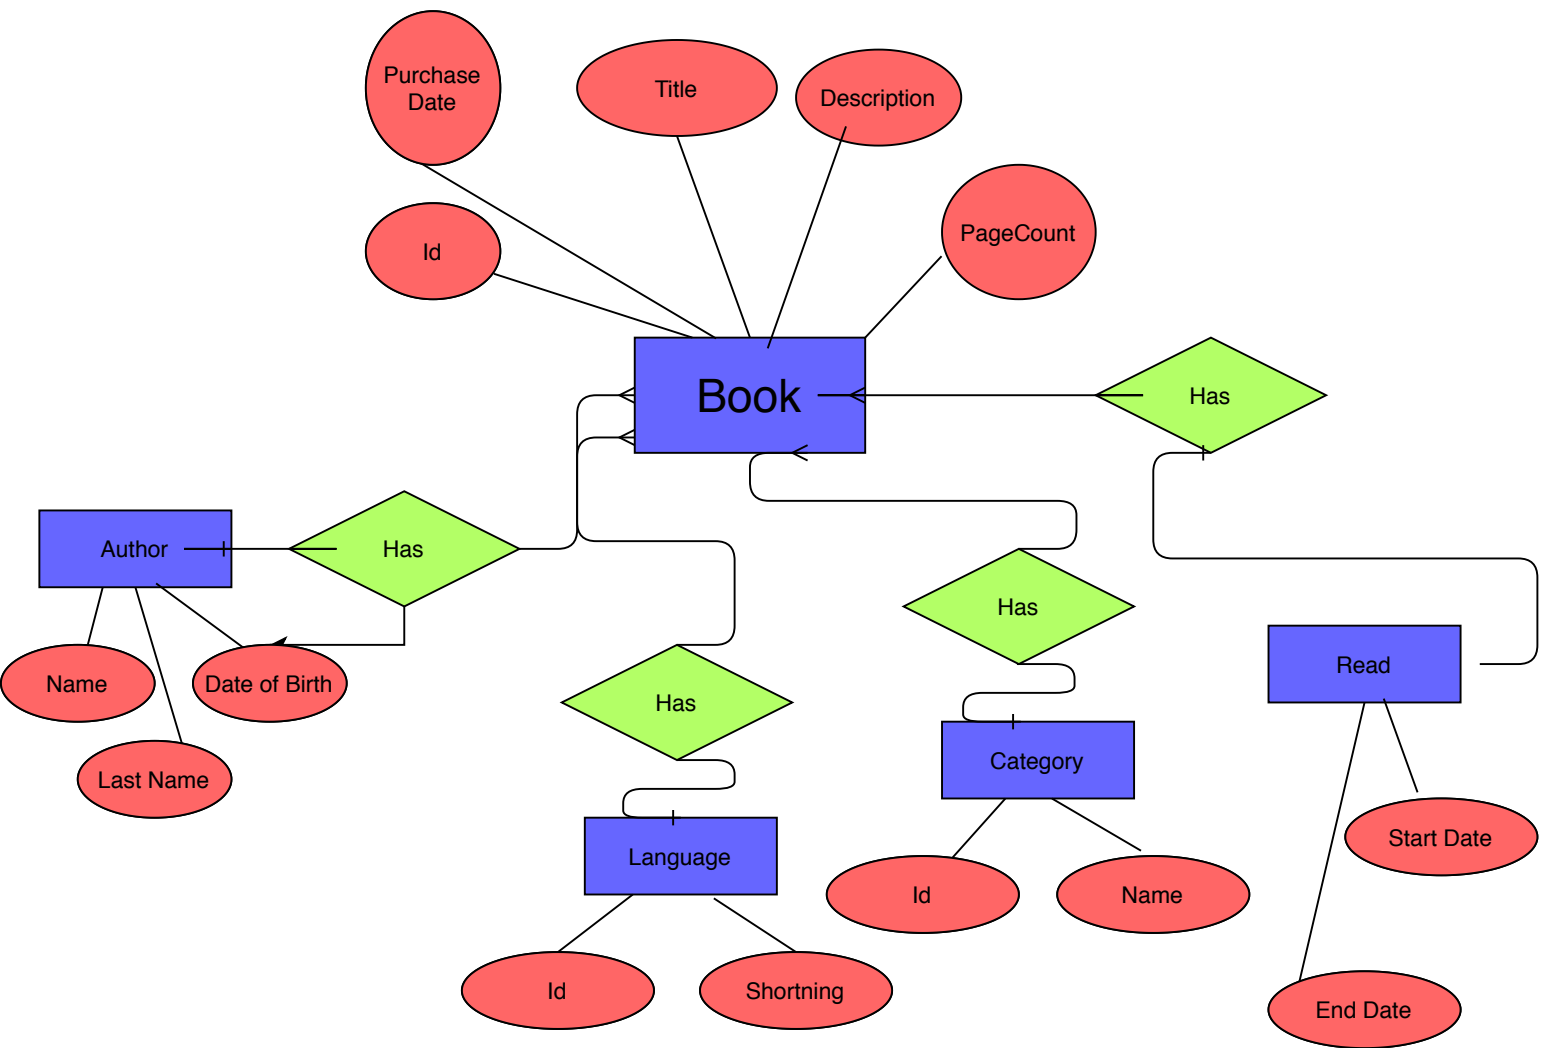 Purchase
Date
Title
Description
Id
PageCount
Book
Has
Author
Has
Has
Read
Name
Date of Birth
Has
Last Name
Category
Language
Start Date
Id
Name
Id
Shortning
End Date